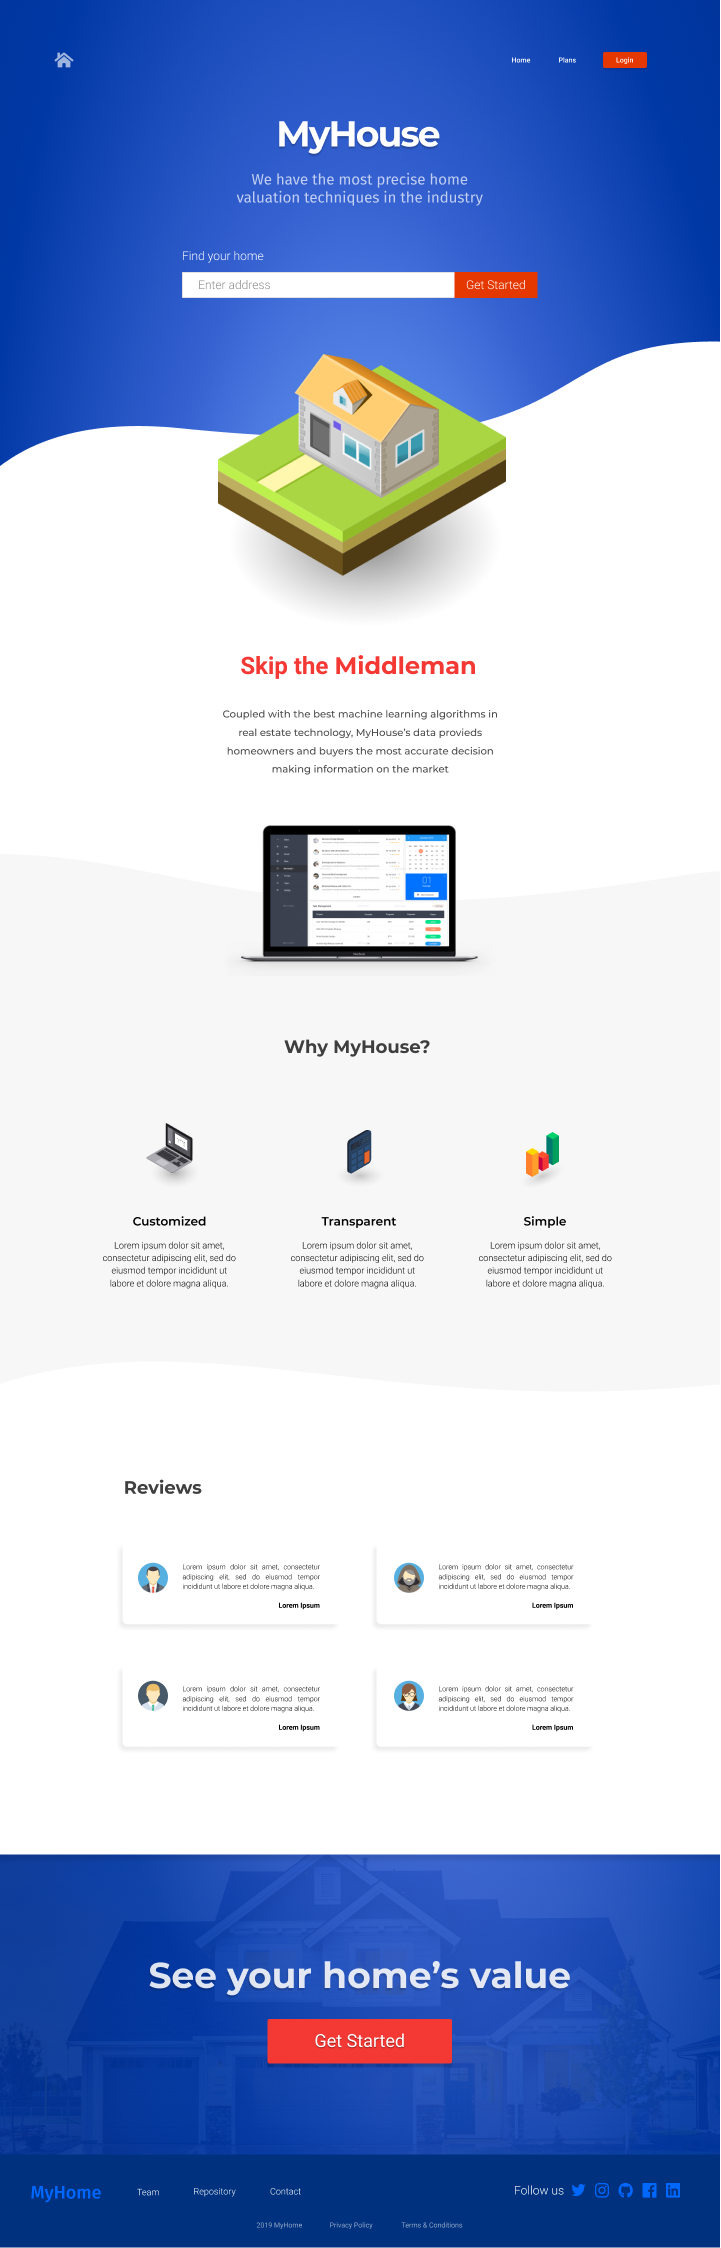 Home Plans Login
MyHouse
We have the most precise home
valuation techniques in the industry
Find your home
Enter address Get Started
Skip the Middleman
Coupled with the best machine learning algorithms in
real estate technology, MyHouse's data provieds
homeowners and buyers the most accurate decision
making information on the market
Why MyHouse?
Customized
Lorem ipsum dolor sit amet,
consectetur adipiscing elit, sed do
eiusmod tempor incididunt ut
labore et dolore magna aliqua.
Transparent
Lorem ipsum dolor sit amet,
consectetur adipiscing elit, sed do
eiusmod tempor incididunt ut
labore et dolore magna aliqua.
Simple
Lorem ipsum dolor sit amet,
consectetur adipiscing elit, sed do
eiusmod tempor incididunt ut
labore et dolore magna aliqua.
Reviews
Lorem ipsum dolor sit amet, consectetur
adipiscing elit, sed do eiusmod tempor
incididunt ut labore et dolore magna aliqua.
Lorem Ipsum
Lorem ipsum dolor sit amet, consectetur
adipiscing elit, sed do eiusmod tempor
incididunt ut labore et dolore magna aliqua.
Lorem Ipsum
Lorem ipsum dolor sit amet, consectetur
adipiscing elit, sed do eiusmod tempor
incididunt ut labore et dolore magna aliqua.
Lorem Ipsum
Lorem ipsum dolor sit amet, consectetur
adipiscing elit, sed do eiusmod tempor
incididunt ut labore et dolore magna aliqua.
Lorem Ipsum
See your home's value
Get Started
MyHome Team Repository Contact Follow us
2019 MyHome Privacy Policy Terms & Conditions